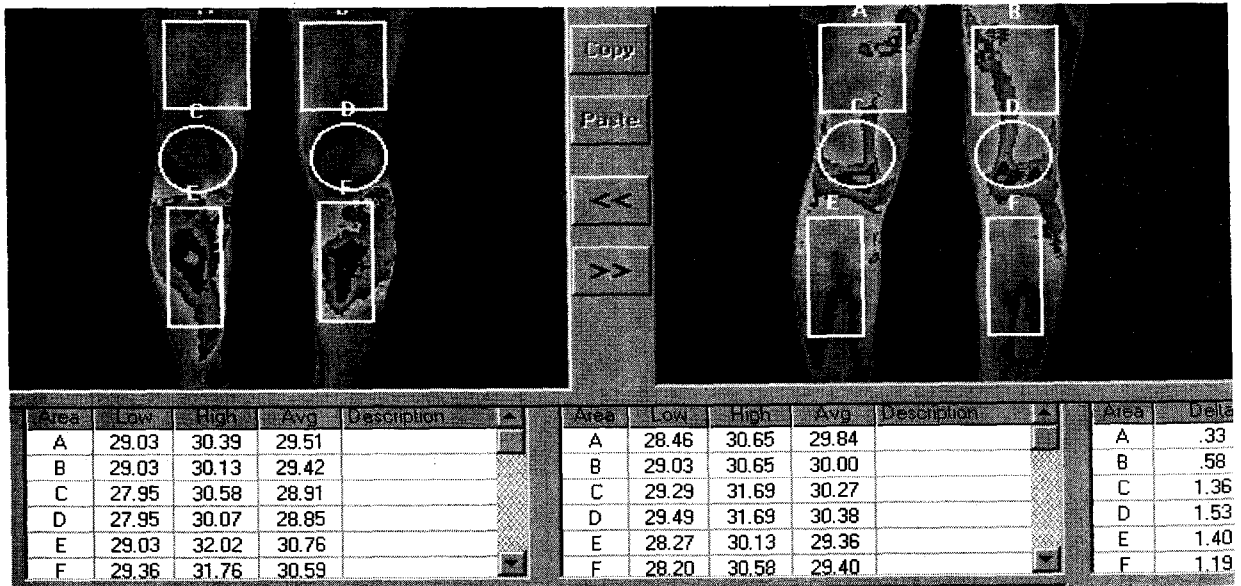 A B A B
C D C D
E F E F
Copy
Paste
<<
>>
Area Low High Avg Description Area Low High Avg Description Area Delta
A 29.03 30.39 29.51 A 28.46 30.65 29.84 A .33
B 29.03 30.13 29.42 B 29.03 30.65 30.00 B .58
C 27.95 30.58 28.91 C 29.29 31.69 30.27 C 1.36
D 27.95 30.07 28.85 D 29.49 31.69 30.38 D 1.53
E 29.03 32.02 30.76 E 28.27 30.13 29.36 E 1.40
F 29.36 31.76 30.59 F 28.20 30.58 29.40 F 1.19